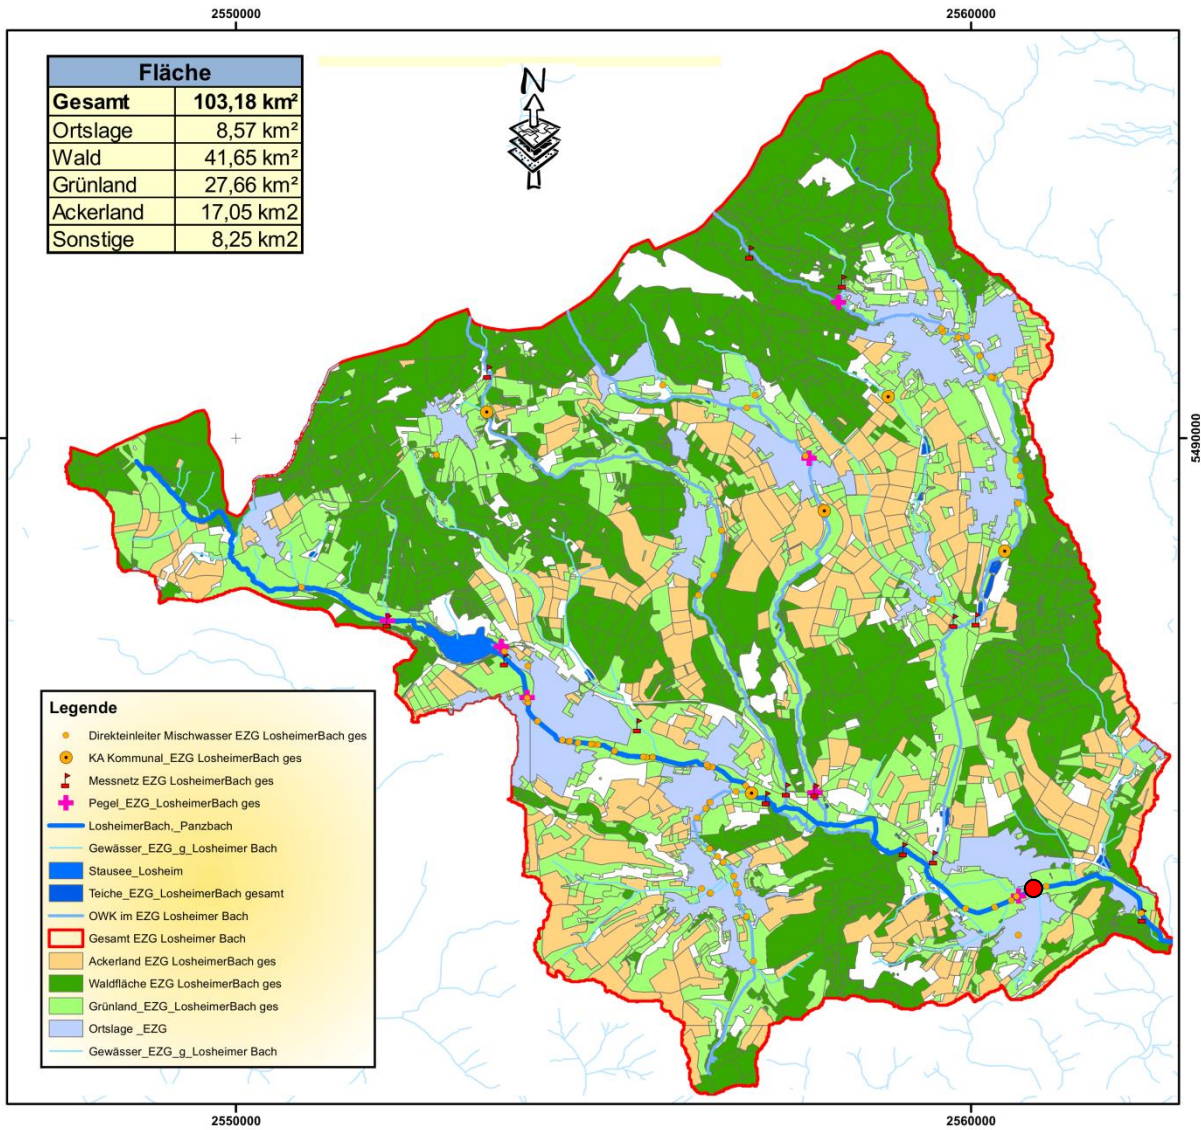 2550000 2560000
Fläche
Gesamt 103,18 km²
Ortslage 8,57 km²
Wald 41,65 km²
Grünland 27,66 km²
Ackerland 17,05 km2
Sonstige 8,25 km2
N
5490000
Legende
Direkteinleiter Mischwasser EZG LosheimerBach ges
KA Kommunal_EZG LosheimerBach ges
Messnetz EZG LosheimerBach ges
Pegel_EZG_LosheimerBach ges
LosheimerBach,_Panzbach
Gewässer_EZG_g_Losheimer Bach
Stausee_Losheim
Teiche_EZG_LosheimerBach gesamt
OWK im EZG Losheimer Bach
Gesamt EZG Losheimer Bach
Ackerland EZG LosheimerBach ges
Waldfläche EZG LosheimerBach ges
Grünland_EZG_LosheimerBach ges
Ortslage _EZG
Gewässer_EZG_g_Losheimer Bach
2550000 2560000